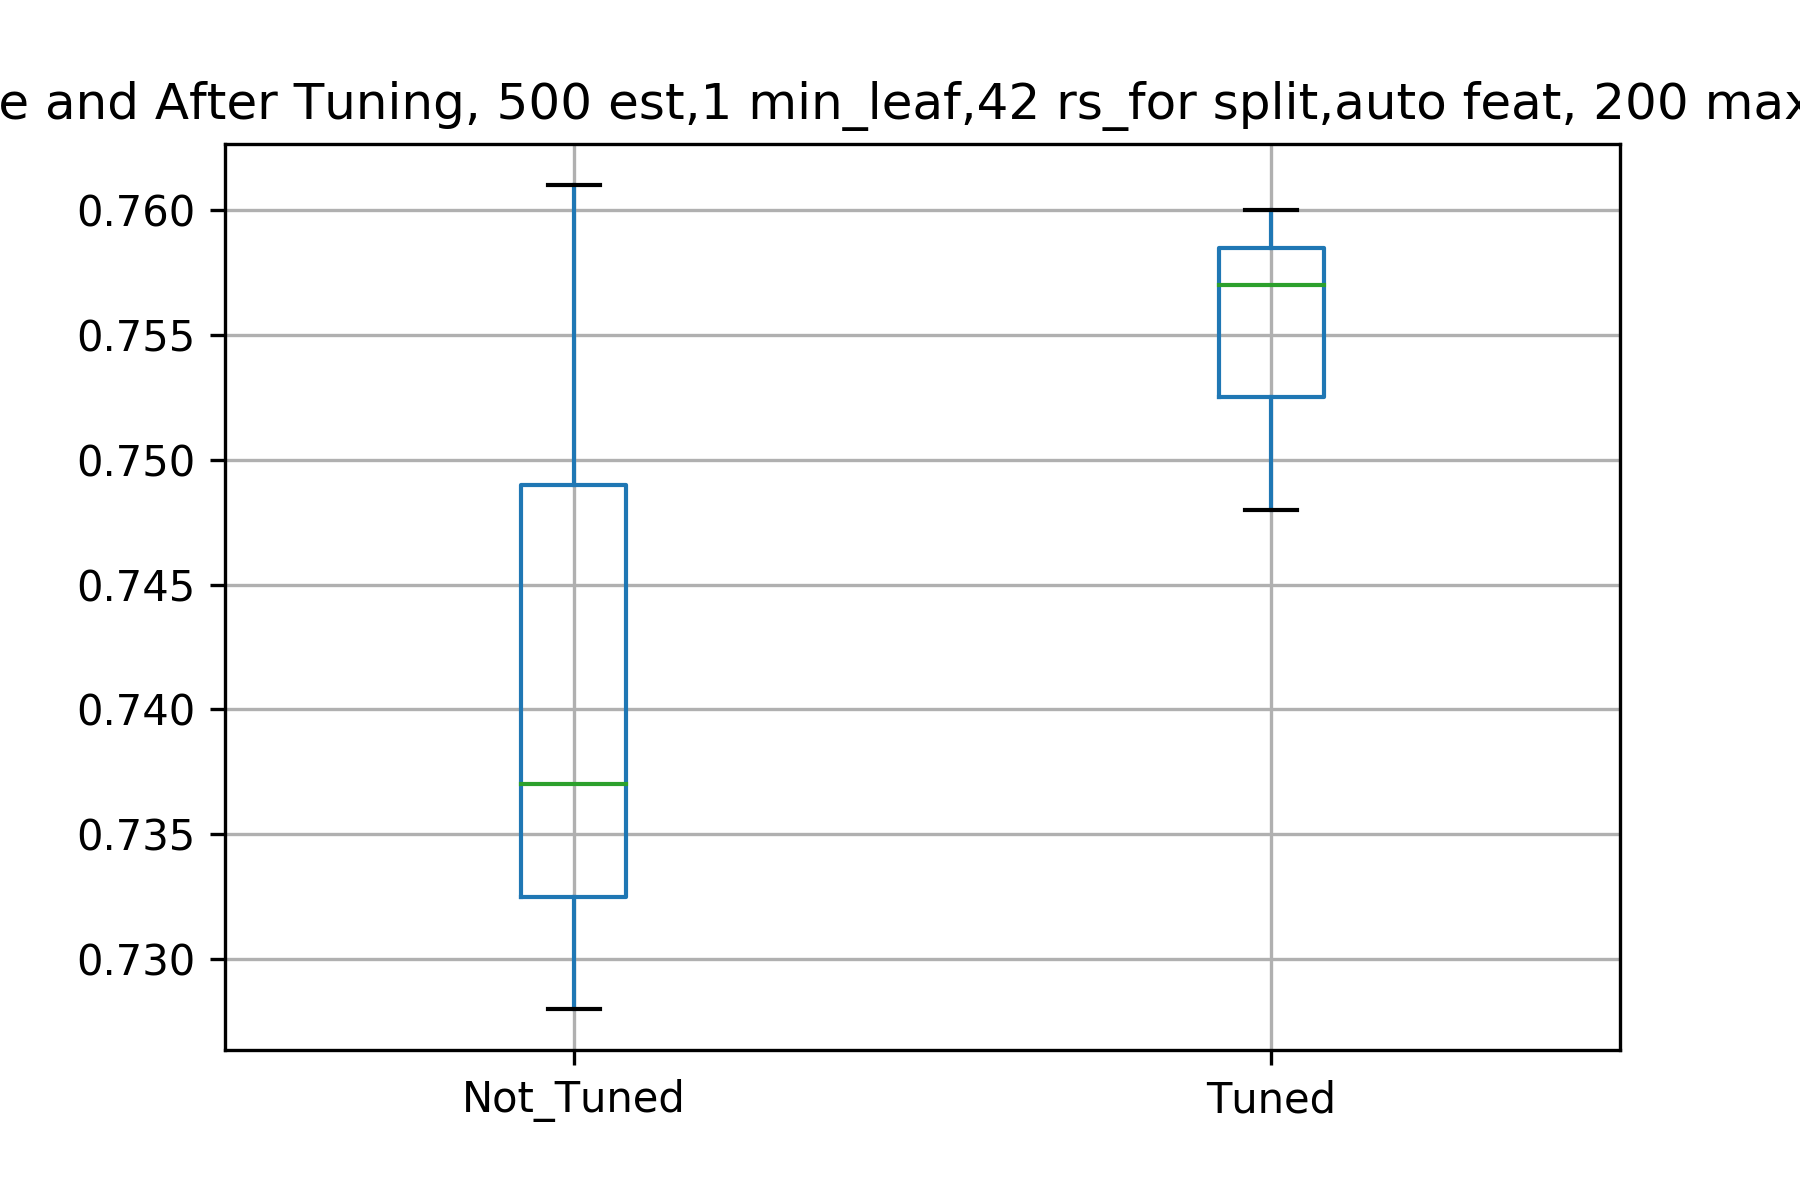 e and After Tuning, 500 est,1 min_leaf,42 rs_for split,auto feat, 200 max
0.760
0.755
0.750
0.745
0.740
0.735
0.730
Not_Tuned
Tuned